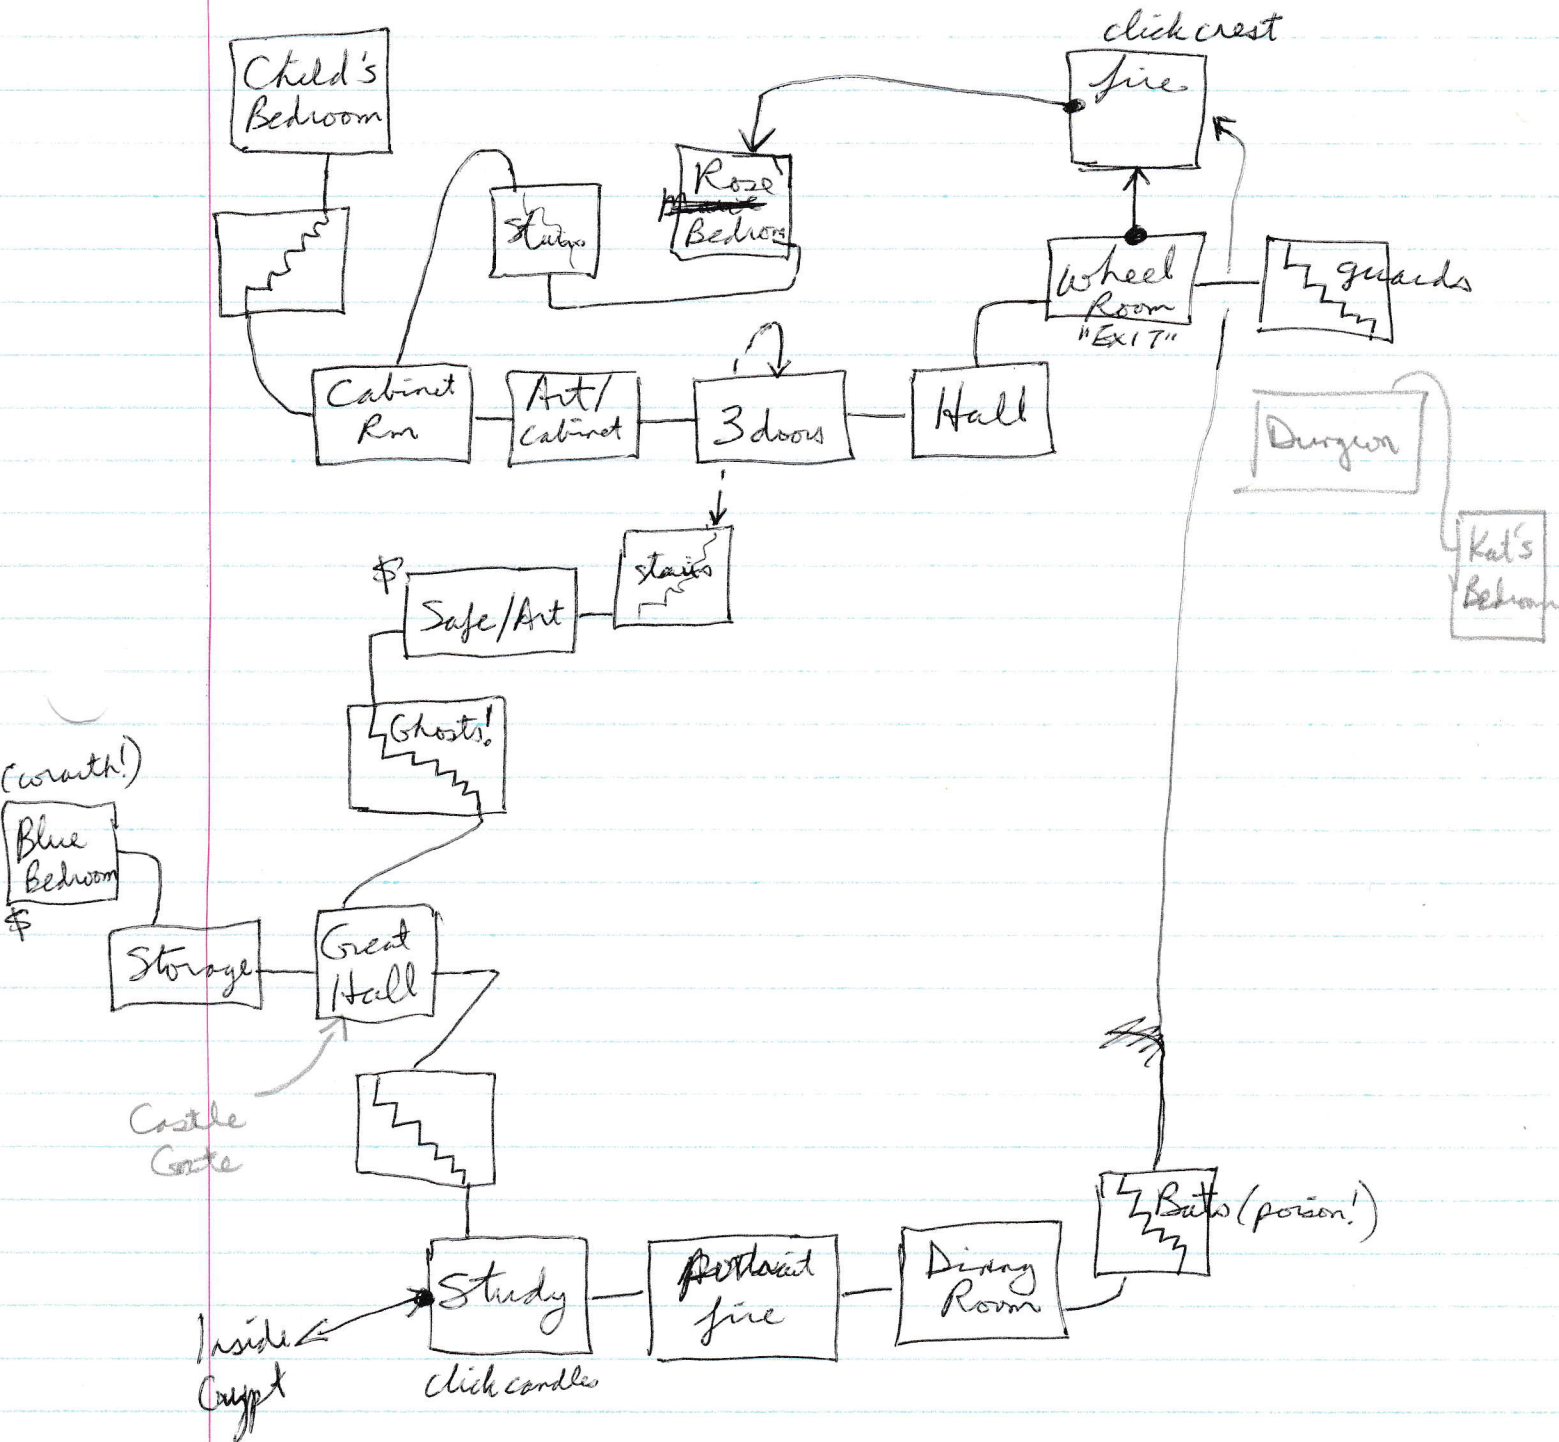 click crest
Child's
Bedroom
fire
Rose
Bedroom
stairs
Wheel
Room
"EXIT"
guards
Cabinet
Rm
Art/
Cabinet
3 doors
Hall
Dungeon
Kat's
Bedroom
stairs
$
Safe/Art
Ghosts!
(wraith!)
Blue
Bedroom
$
Storage
Great
Hall
Castle
Gate
Bats (poison!)
Study
portrait
fire
Dining
Room
Inside
Crypt
click candles